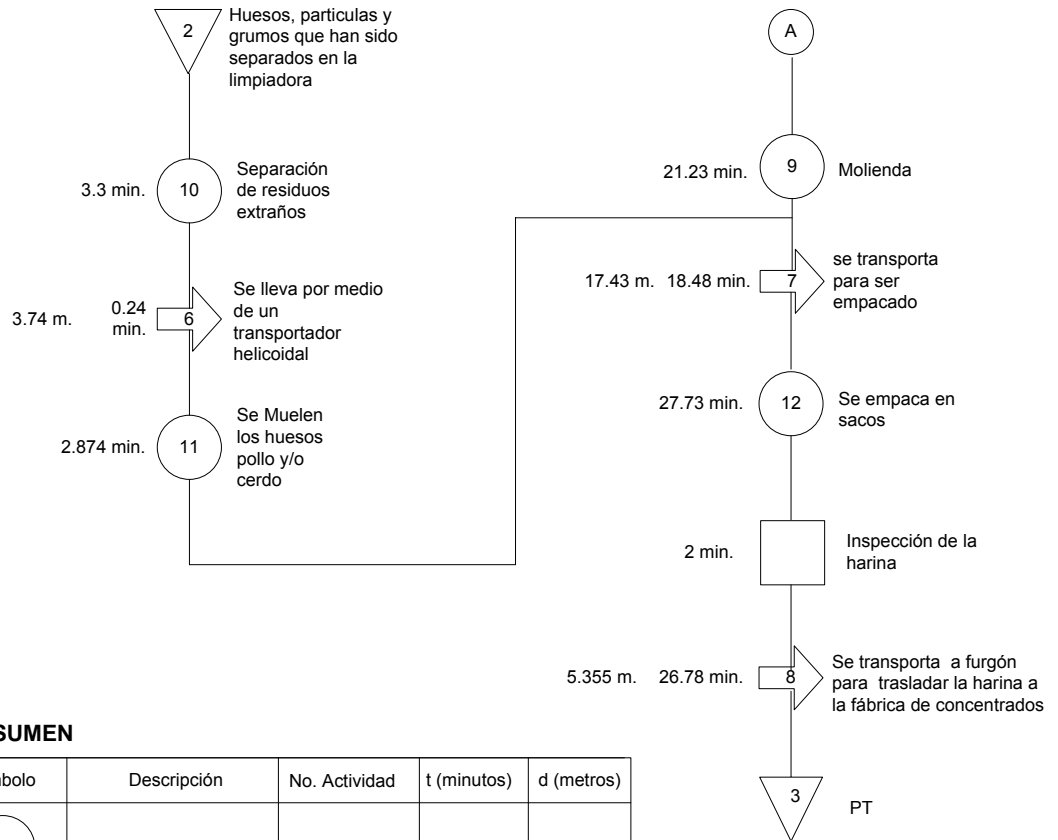 2
Huesos, particulas y
grumos que han sido
separados en la
limpiadora
3.3 min.
10
Separación
de residuos
extraños
3.74 m.
0.24
min.
6
Se lleva por medio
de un
transportador
helicoidal
2.874 min.
11
Se Muelen
los huesos
pollo y/o
cerdo
A
21.23 min.
9
Molienda
17.43 m.
18.48 min.
7
se transporta
para ser
empacado
27.73 min.
12
Se empaca en
sacos
2 min.
Inspección de la
harina
5.355 m.
26.78 min.
8
Se transporta a furgón
para trasladar la harina a
la fábrica de concentrados
3
PT
SUMEN
bolo
Descripción
No. Actividad
t (minutos)
d (metros)